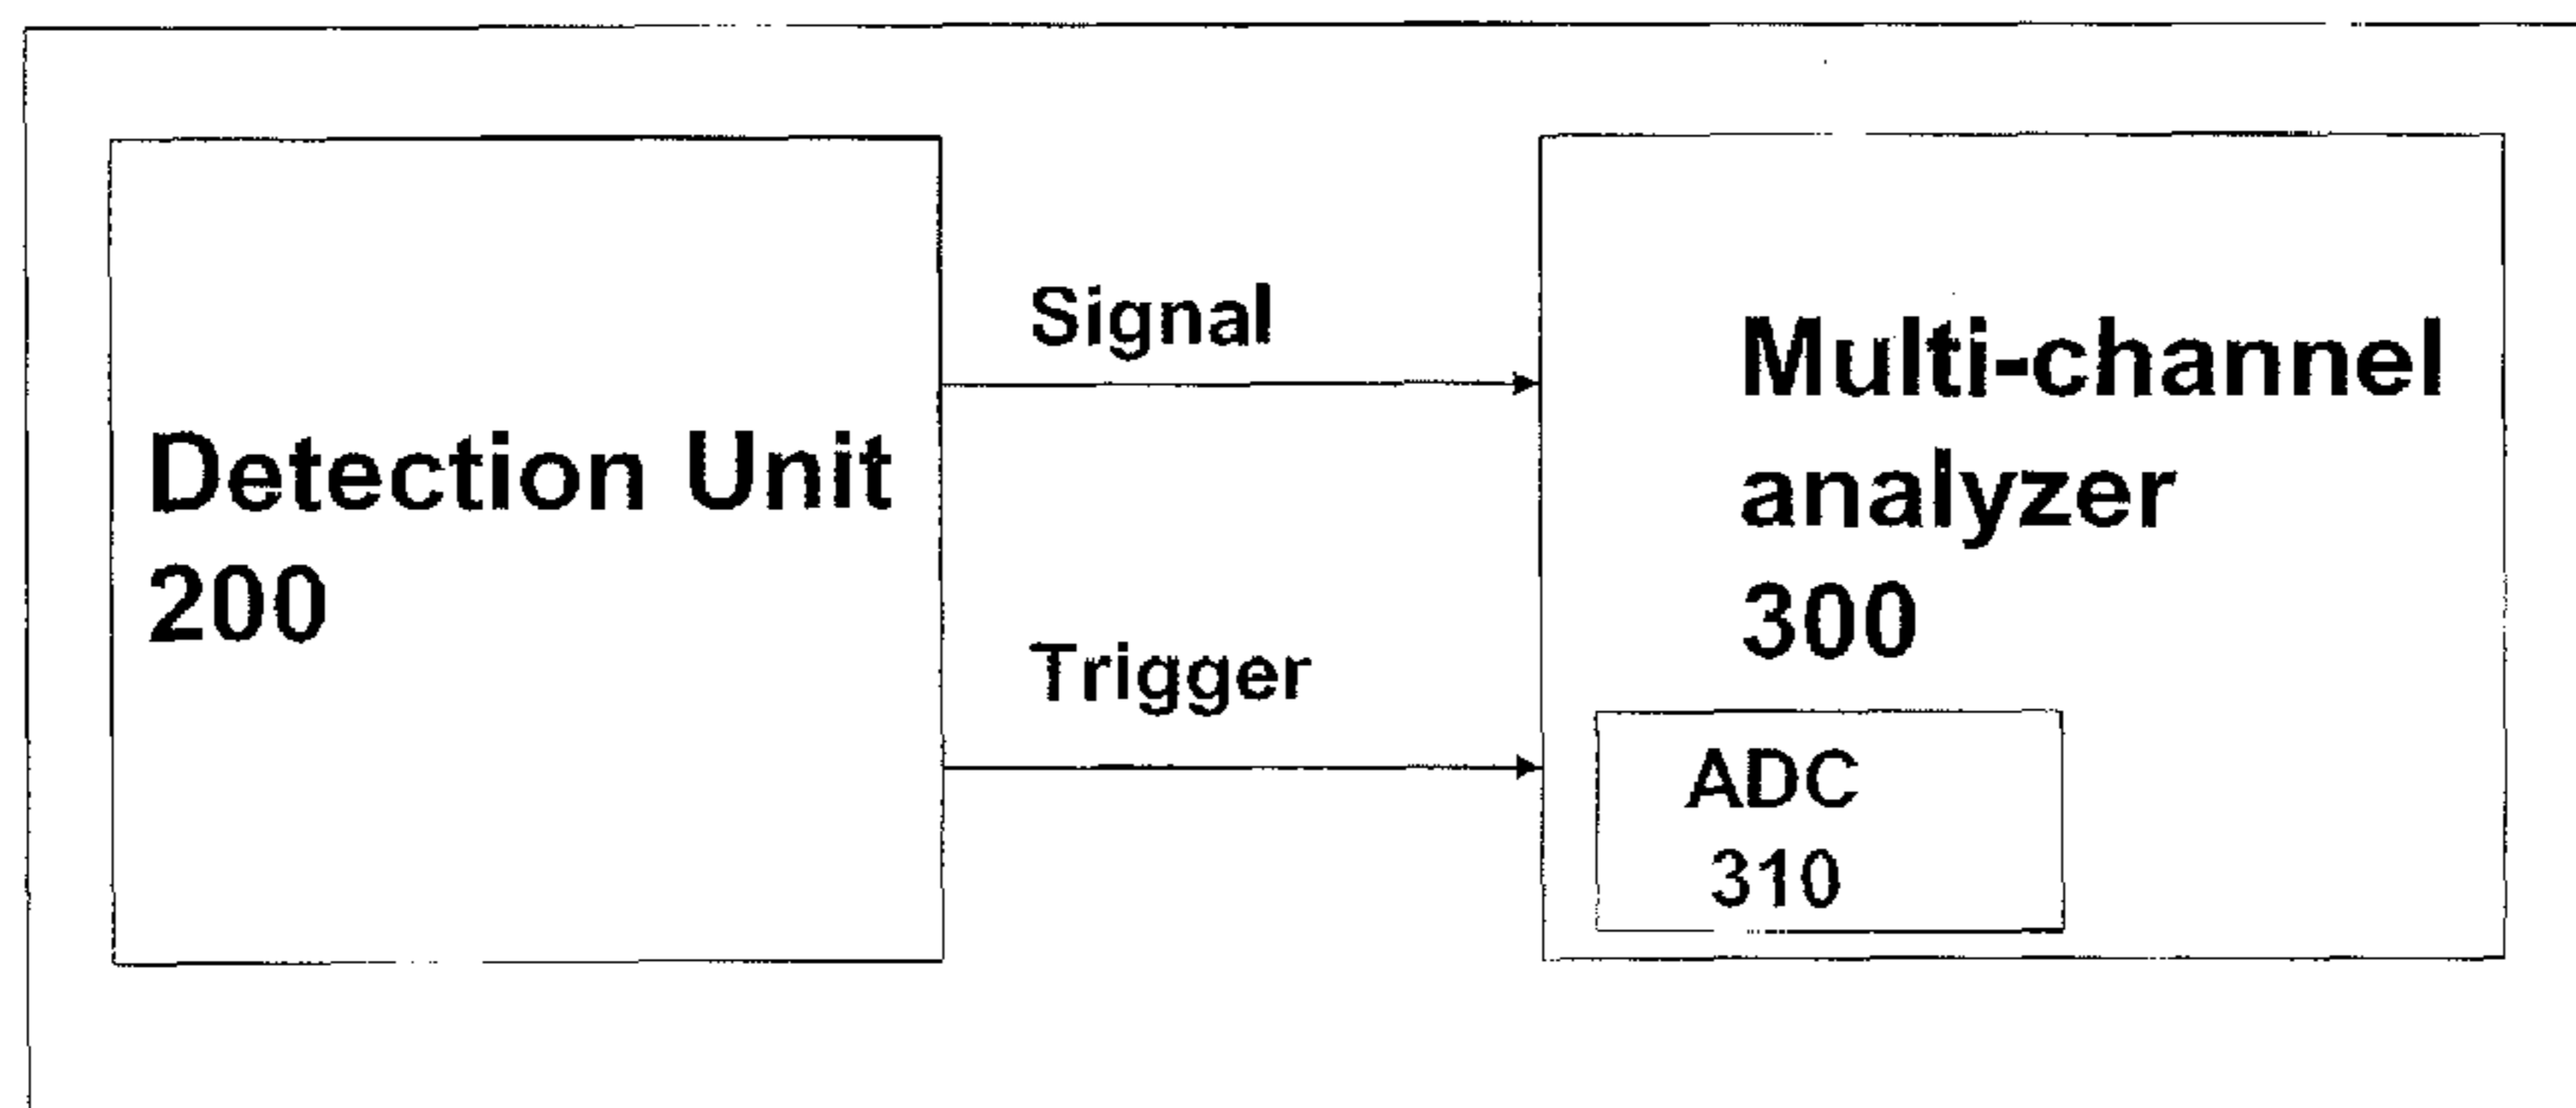 Detection Unit
200
Signal
Trigger
Multi-channel
analyzer
300
ADC
310